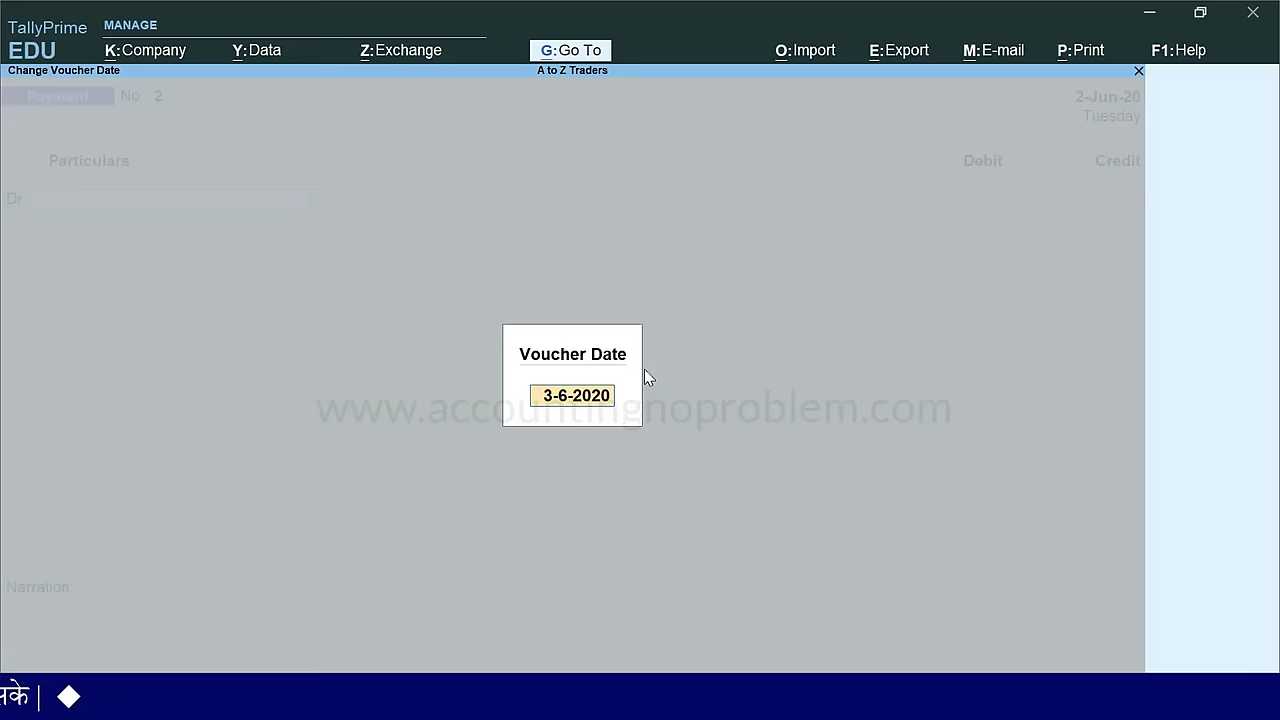 TallyPrime
EDU
MANAGE
K:Company Y:Data Z:Exchange G:Go To O:Import E:Export M:E-mail P:Print F1:Help
Change Voucher Date A to Z Traders
Payment No 2 2-Jun-20
Tuesday
Particulars Debit Credit
Dr
Voucher Date
3-6-2020
www.accountingnoproblem.com
Narration